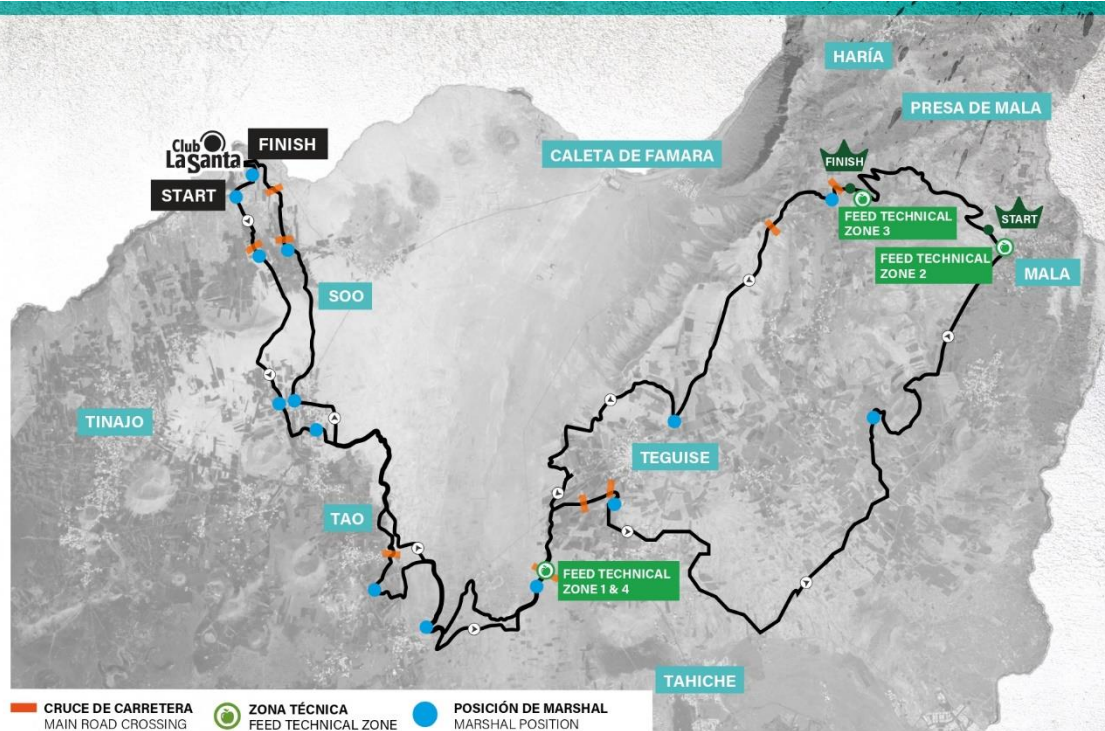 HARÍA
PRESA DE MALA
Club
LaSanta
FINISH
CALETA DE FAMARA
FINISH
START
START
FEED TECHNICAL
ZONE 3
FEED TECHNICAL
ZONE 2
MALA
SOO
TINAJO
TEGUISE
TAO
FEED TECHNICAL
ZONE 1 & 4
TAHICHE
CRUCE DE CARRETERA
MAIN ROAD CROSSING
ZONA TÉCNICA
FEED TECHNICAL ZONE
POSICIÓN DE MARSHAL
MARSHAL POSITION